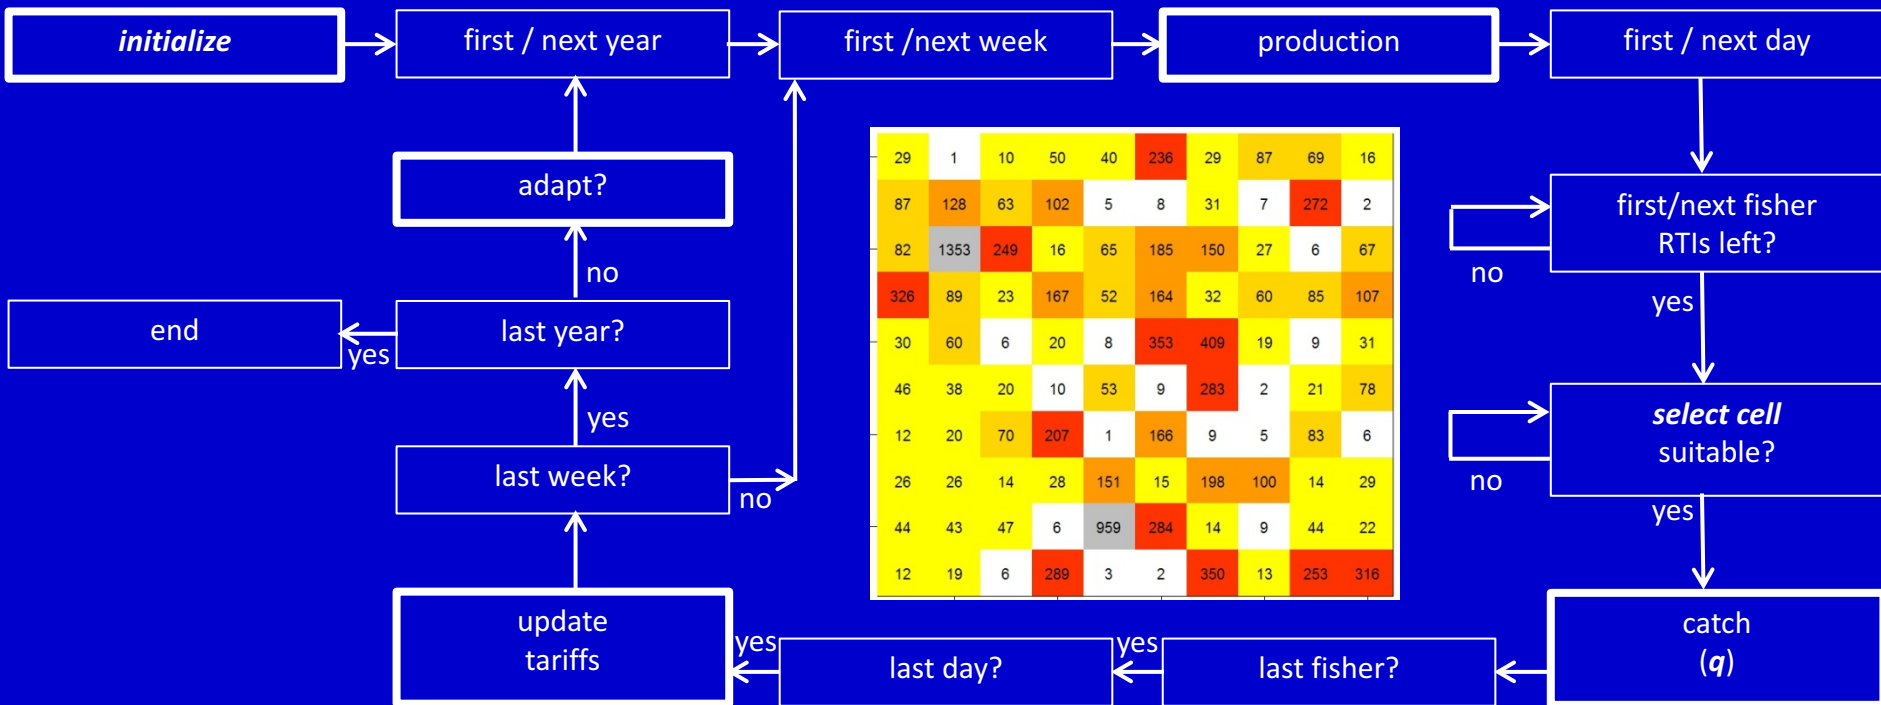 initialize
first / next year
first /next week
production
first / next day
adapt?
first/next fisher
RTIs left?
no
no
yes
end
yes
last year?
yes
last week?
no
select cell
suitable?
no
yes
29 1 10 50 40 236 29 87 69 16
87 128 63 102 5 8 31 7 272 2
82 1353 249 16 65 185 150 27 6 67
326 89 23 167 52 164 32 60 85 107
30 60 6 20 8 353 409 19 9 31
46 38 20 10 53 9 283 2 21 78
12 20 70 207 1 166 9 5 83 6
26 26 14 28 151 15 198 100 14 29
44 43 47 6 959 284 14 9 44 22
12 19 6 289 3 2 350 13 253 316
update
tariffs
yes
last day?
yes
last fisher?
catch
(q)